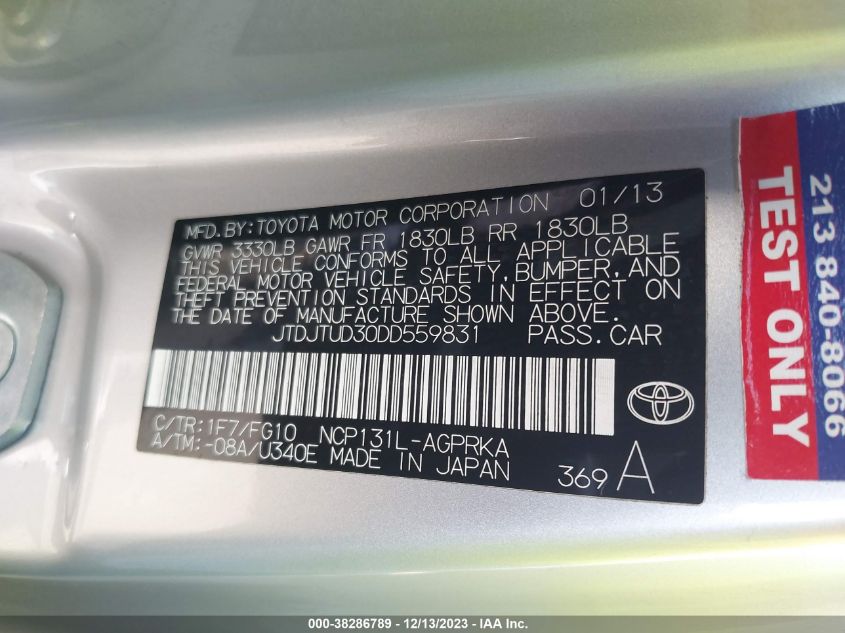 MFD. BY: TOYOTA MOTOR CORPORATION 01/13
GVWR 3330LB GAWR FR 1830LB RR 1830LB
THIS VEHICLE CONFORMS TO ALL APPLICABLE
FEDERAL MOTOR VEHICLE SAFETY, BUMPER, AND
THEFT PREVENTION STANDARDS IN EFFECT ON
THE DATE OF MANUFACTURE SHOWN ABOVE.
JTDJTUD30DD559831 PASS. CAR
C/TR: 1F7/FG10 NCP131L-AGPRKA
A/TM: -08A/U340E MADE IN JAPAN
369 A
TEST ONLY
213 840-8066
000-38286789 - 12/13/2023 - IAA Inc.